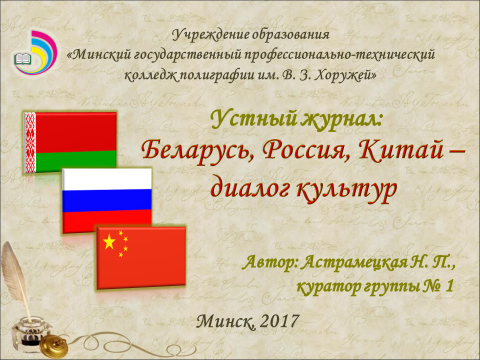 Учреждение образования
«Минский государственный профессионально-технический
колледж полиграфии им. В. З. Хоружей»
Устный журнал:
Беларусь, Россия, Китай –
диалог культур
Автор: Астрамецкая Н. П.,
куратор группы № 1
Минск, 2017